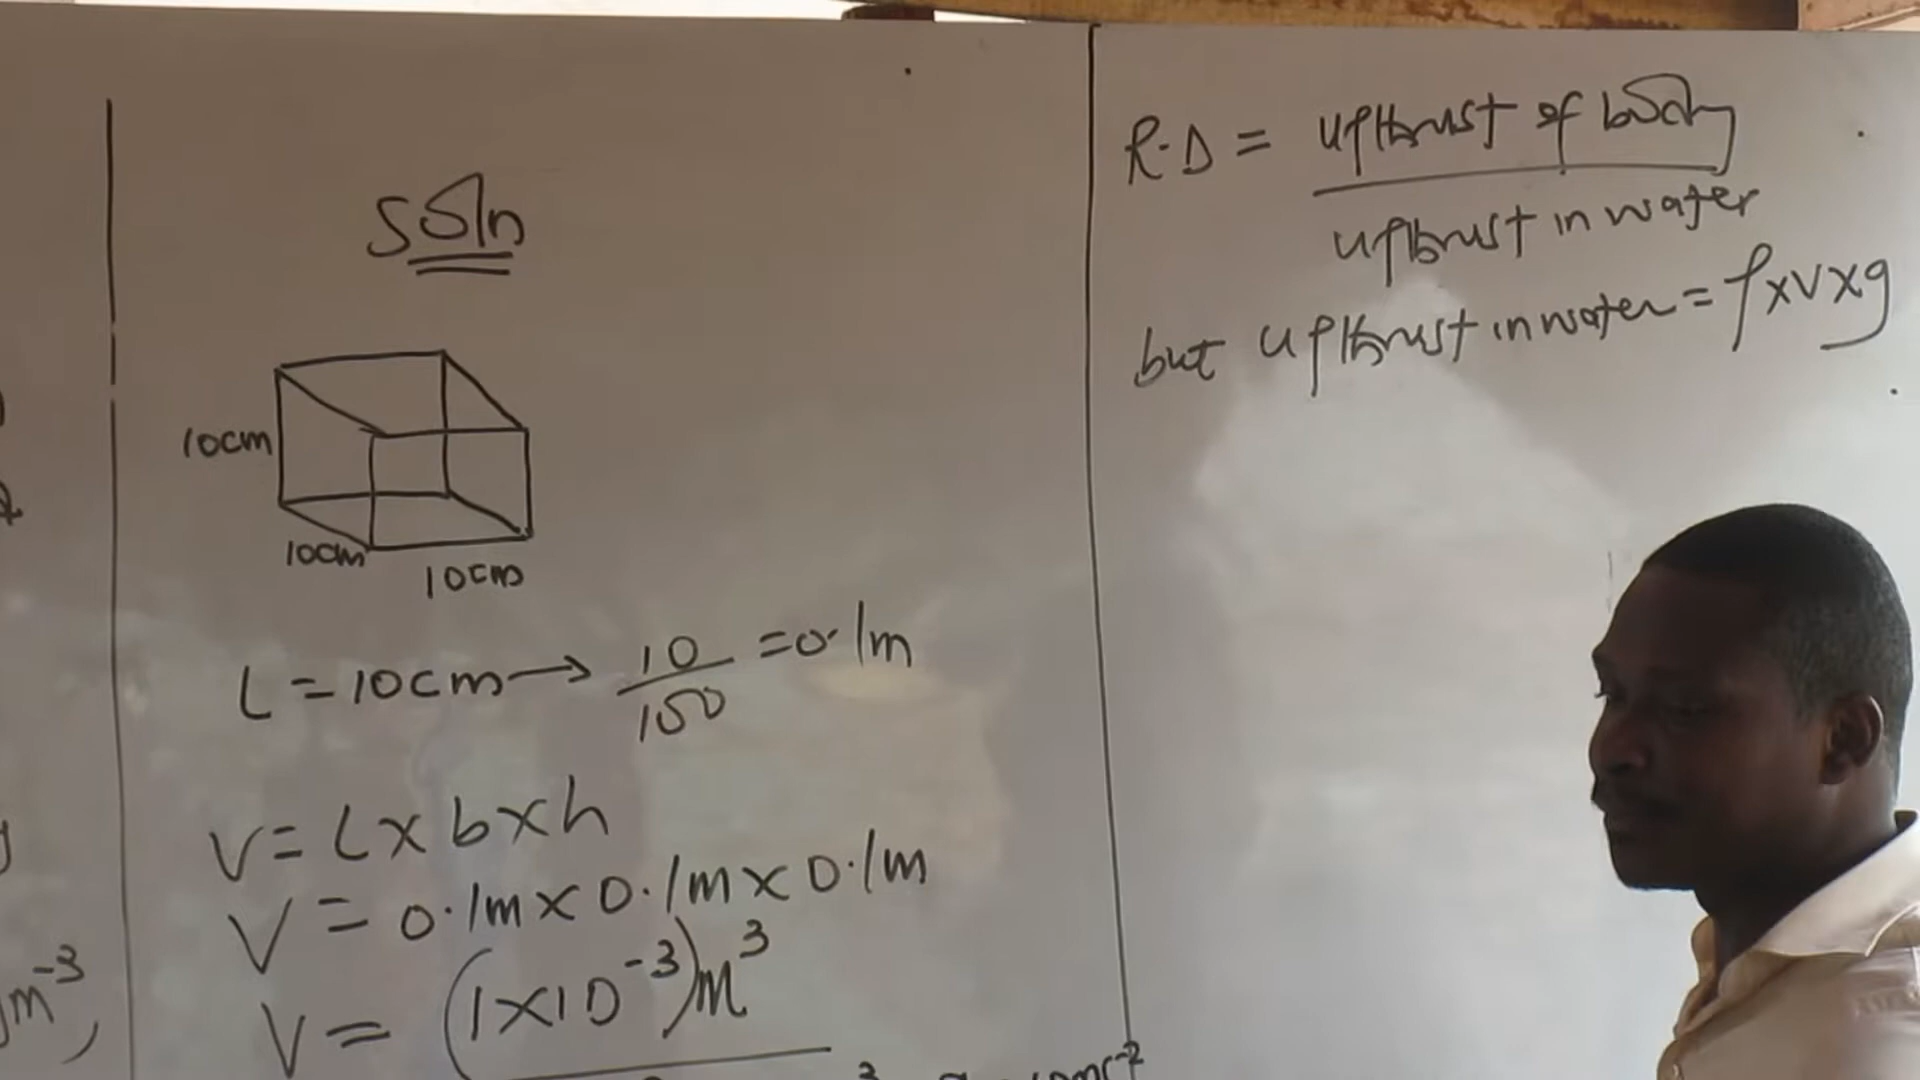 Soln
10cm
10cm
10cm
L = 10cm → 10/100 = 0.1m
V = L x b x h
V = 0.1m x 0.1m x 0.1m
V = (1 x 10⁻³)m³
m⁻³,
R.D = upthrust of body / upthrust in water
but upthrust in water = ρ x v x g